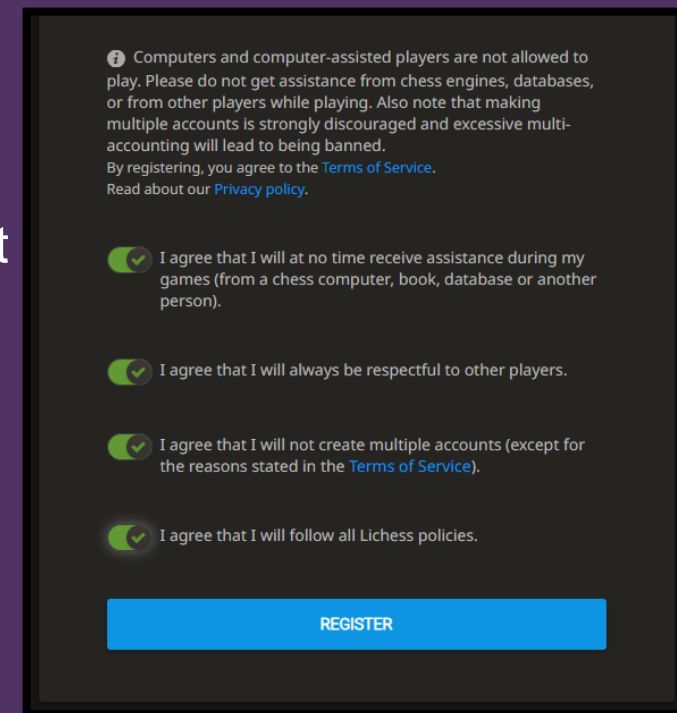 Computers and computer-assisted players are not allowed to
play. Please do not get assistance from chess engines, databases,
or from other players while playing. Also note that making
multiple accounts is strongly discouraged and excessive multi-
accounting will lead to being banned.
By registering, you agree to the Terms of Service.
Read about our Privacy policy.
t
I agree that I will at no time receive assistance during my
games (from a chess computer, book, database or another
person).
I agree that I will always be respectful to other players.
I agree that I will not create multiple accounts (except for
the reasons stated in the Terms of Service).
I agree that I will follow all Lichess policies.
REGISTER